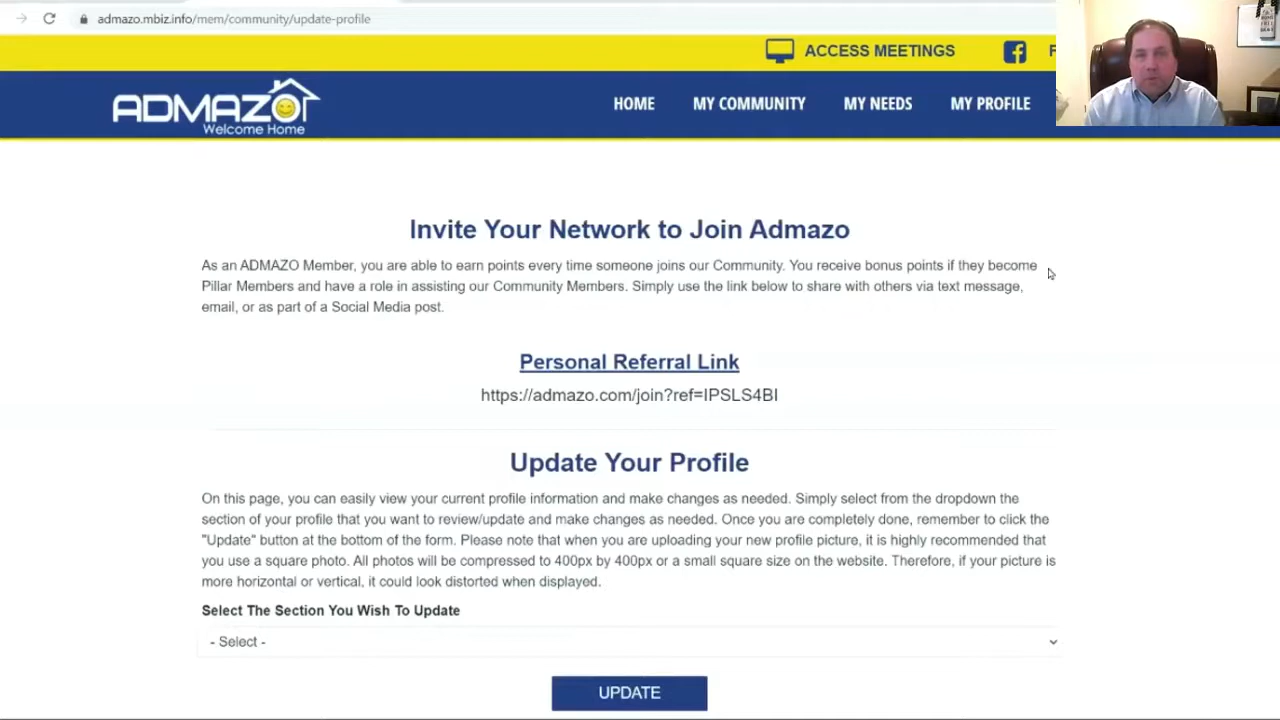 admazo.mbiz.info/mem/community/update-profile
ACCESS MEETINGS
ADMAZO
Welcome Home
HOME MY COMMUNITY MY NEEDS MY PROFILE
Invite Your Network to Join Admazo
As an ADMAZO Member, you are able to earn points every time someone joins our Community. You receive bonus points if they become
Pillar Members and have a role in assisting our Community Members. Simply use the link below to share with others via text message,
email, or as part of a Social Media post.
Personal Referral Link
https://admazo.com/join?ref=IPSLS4BI
Update Your Profile
On this page, you can easily view your current profile information and make changes as needed. Simply select from the dropdown the
section of your profile that you want to review/update and make changes as needed. Once you are completely done, remember to click the
"Update" button at the bottom of the form. Please note that when you are uploading your new profile picture, it is highly recommended that
you use a square photo. All photos will be compressed to 400px by 400px or a small square size on the website. Therefore, if your picture is
more horizontal or vertical, it could look distorted when displayed.
Select The Section You Wish To Update
- Select -
UPDATE